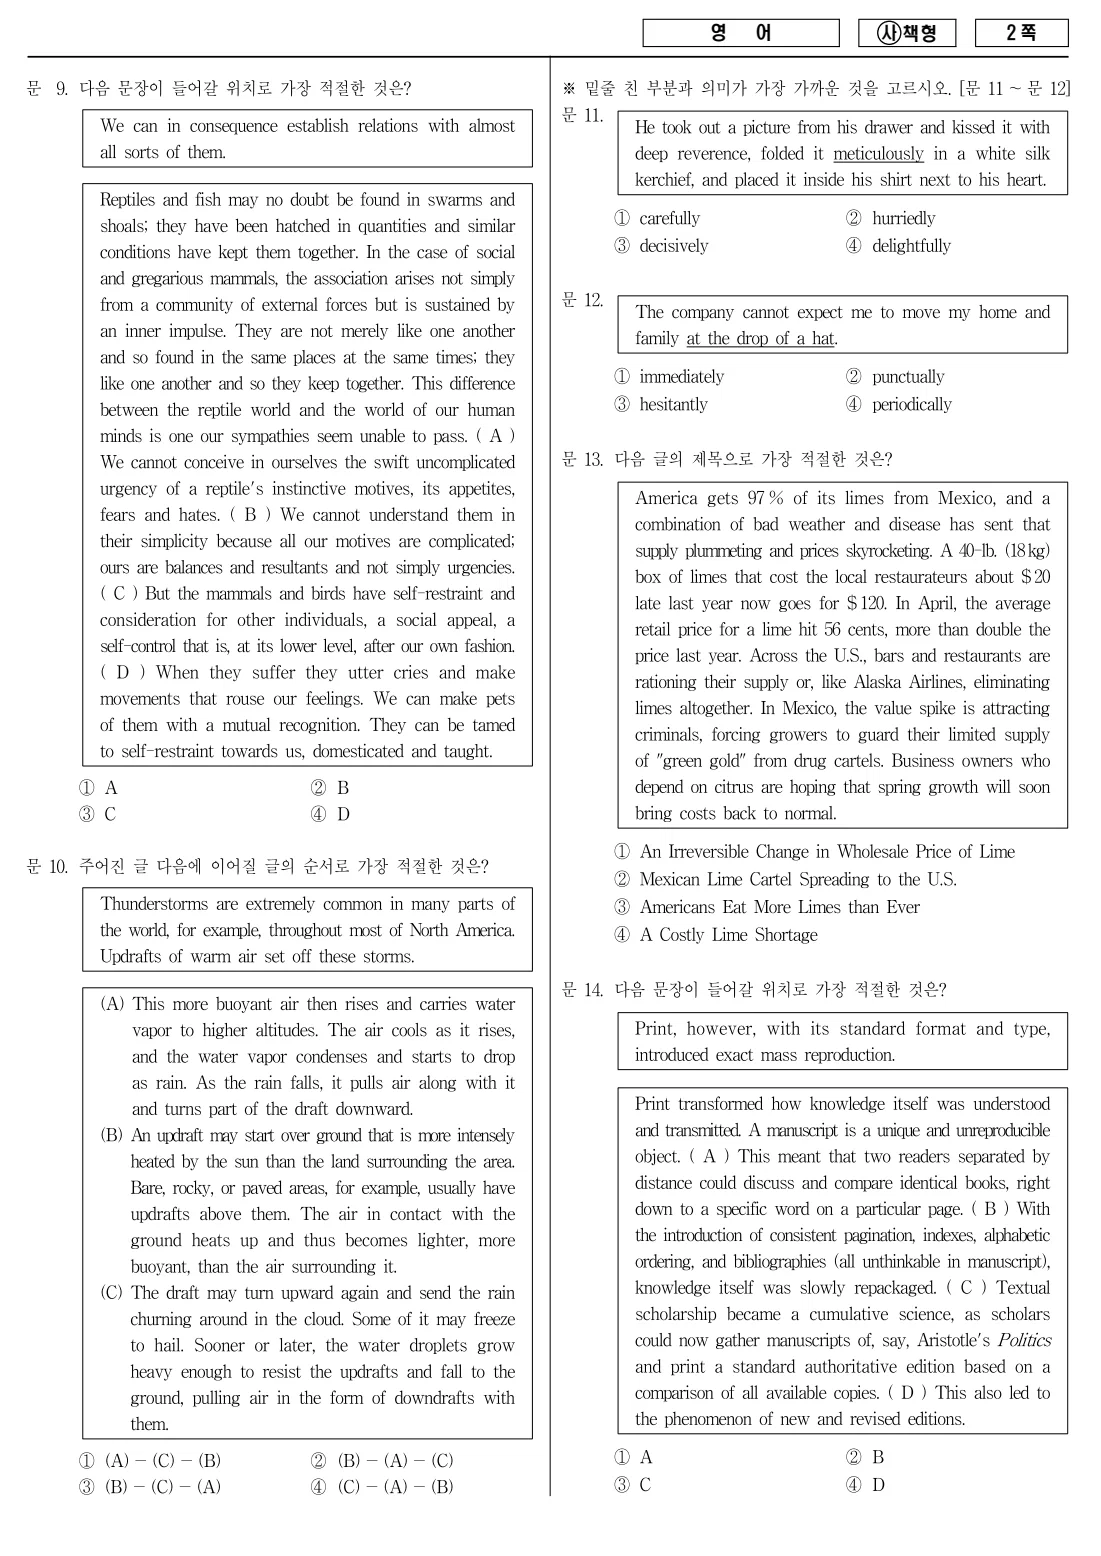 영 어
㉴책형
2 쪽
문 9. 다음 문장이 들어갈 위치로 가장 적절한 것은?
We can in consequence establish relations with almost
all sorts of them.
Reptiles and fish may no doubt be found in swarms and
shoals; they have been hatched in quantities and similar
conditions have kept them together. In the case of social
and gregarious mammals, the association arises not simply
from a community of external forces but is sustained by
an inner impulse. They are not merely like one another
and so found in the same places at the same times; they
like one another and so they keep together. This difference
between the reptile world and the world of our human
minds is one our sympathies seem unable to pass. ( A )
We cannot conceive in ourselves the swift uncomplicated
urgency of a reptile's instinctive motives, its appetites,
fears and hates. ( B ) We cannot understand them in
their simplicity because all our motives are complicated;
ours are balances and resultants and not simply urgencies.
( C ) But the mammals and birds have self-restraint and
consideration for other individuals, a social appeal, a
self-control that is, at its lower level, after our own fashion.
( D ) When they suffer they utter cries and make
movements that rouse our feelings. We can make pets
of them with a mutual recognition. They can be tamed
to self-restraint towards us, domesticated and taught.
① A ② B
③ C ④ D
문 10. 주어진 글 다음에 이어질 글의 순서로 가장 적절한 것은?
Thunderstorms are extremely common in many parts of
the world, for example, throughout most of North America.
Updrafts of warm air set off these storms.
(A) This more buoyant air then rises and carries water
vapor to higher altitudes. The air cools as it rises,
and the water vapor condenses and starts to drop
as rain. As the rain falls, it pulls air along with it
and turns part of the draft downward.
(B) An updraft may start over ground that is more intensely
heated by the sun than the land surrounding the area.
Bare, rocky, or paved areas, for example, usually have
updrafts above them. The air in contact with the
ground heats up and thus becomes lighter, more
buoyant, than the air surrounding it.
(C) The draft may turn upward again and send the rain
churning around in the cloud. Some of it may freeze
to hail. Sooner or later, the water droplets grow
heavy enough to resist the updrafts and fall to the
ground, pulling air in the form of downdrafts with
them.
① (A) - (C) - (B) ② (B) - (A) - (C)
③ (B) - (C) - (A) ④ (C) - (A) - (B)
※ 밑줄 친 부분과 의미가 가장 가까운 것을 고르시오. [문 11 ~ 문 12]
문 11.
He took out a picture from his drawer and kissed it with
deep reverence, folded it meticulously in a white silk
kerchief, and placed it inside his shirt next to his heart.
① carefully ② hurriedly
③ decisively ④ delightfully
문 12.
The company cannot expect me to move my home and
family at the drop of a hat.
① immediately ② punctually
③ hesitantly ④ periodically
문 13. 다음 글의 제목으로 가장 적절한 것은?
America gets 97% of its limes from Mexico, and a
combination of bad weather and disease has sent that
supply plummeting and prices skyrocketing. A 40-lb. (18kg)
box of limes that cost the local restaurateurs about $20
late last year now goes for $120. In April, the average
retail price for a lime hit 56 cents, more than double the
price last year. Across the U.S., bars and restaurants are
rationing their supply or, like Alaska Airlines, eliminating
limes altogether. In Mexico, the value spike is attracting
criminals, forcing growers to guard their limited supply
of "green gold" from drug cartels. Business owners who
depend on citrus are hoping that spring growth will soon
bring costs back to normal.
① An Irreversible Change in Wholesale Price of Lime
② Mexican Lime Cartel Spreading to the U.S.
③ Americans Eat More Limes than Ever
④ A Costly Lime Shortage
문 14. 다음 문장이 들어갈 위치로 가장 적절한 것은?
Print, however, with its standard format and type,
introduced exact mass reproduction.
Print transformed how knowledge itself was understood
and transmitted. A manuscript is a unique and unreproducible
object. ( A ) This meant that two readers separated by
distance could discuss and compare identical books, right
down to a specific word on a particular page. ( B ) With
the introduction of consistent pagination, indexes, alphabetic
ordering, and bibliographies (all unthinkable in manuscript),
knowledge itself was slowly repackaged. ( C ) Textual
scholarship became a cumulative science, as scholars
could now gather manuscripts of, say, Aristotle's Politics
and print a standard authoritative edition based on a
comparison of all available copies. ( D ) This also led to
the phenomenon of new and revised editions.
① A ② B
③ C ④ D